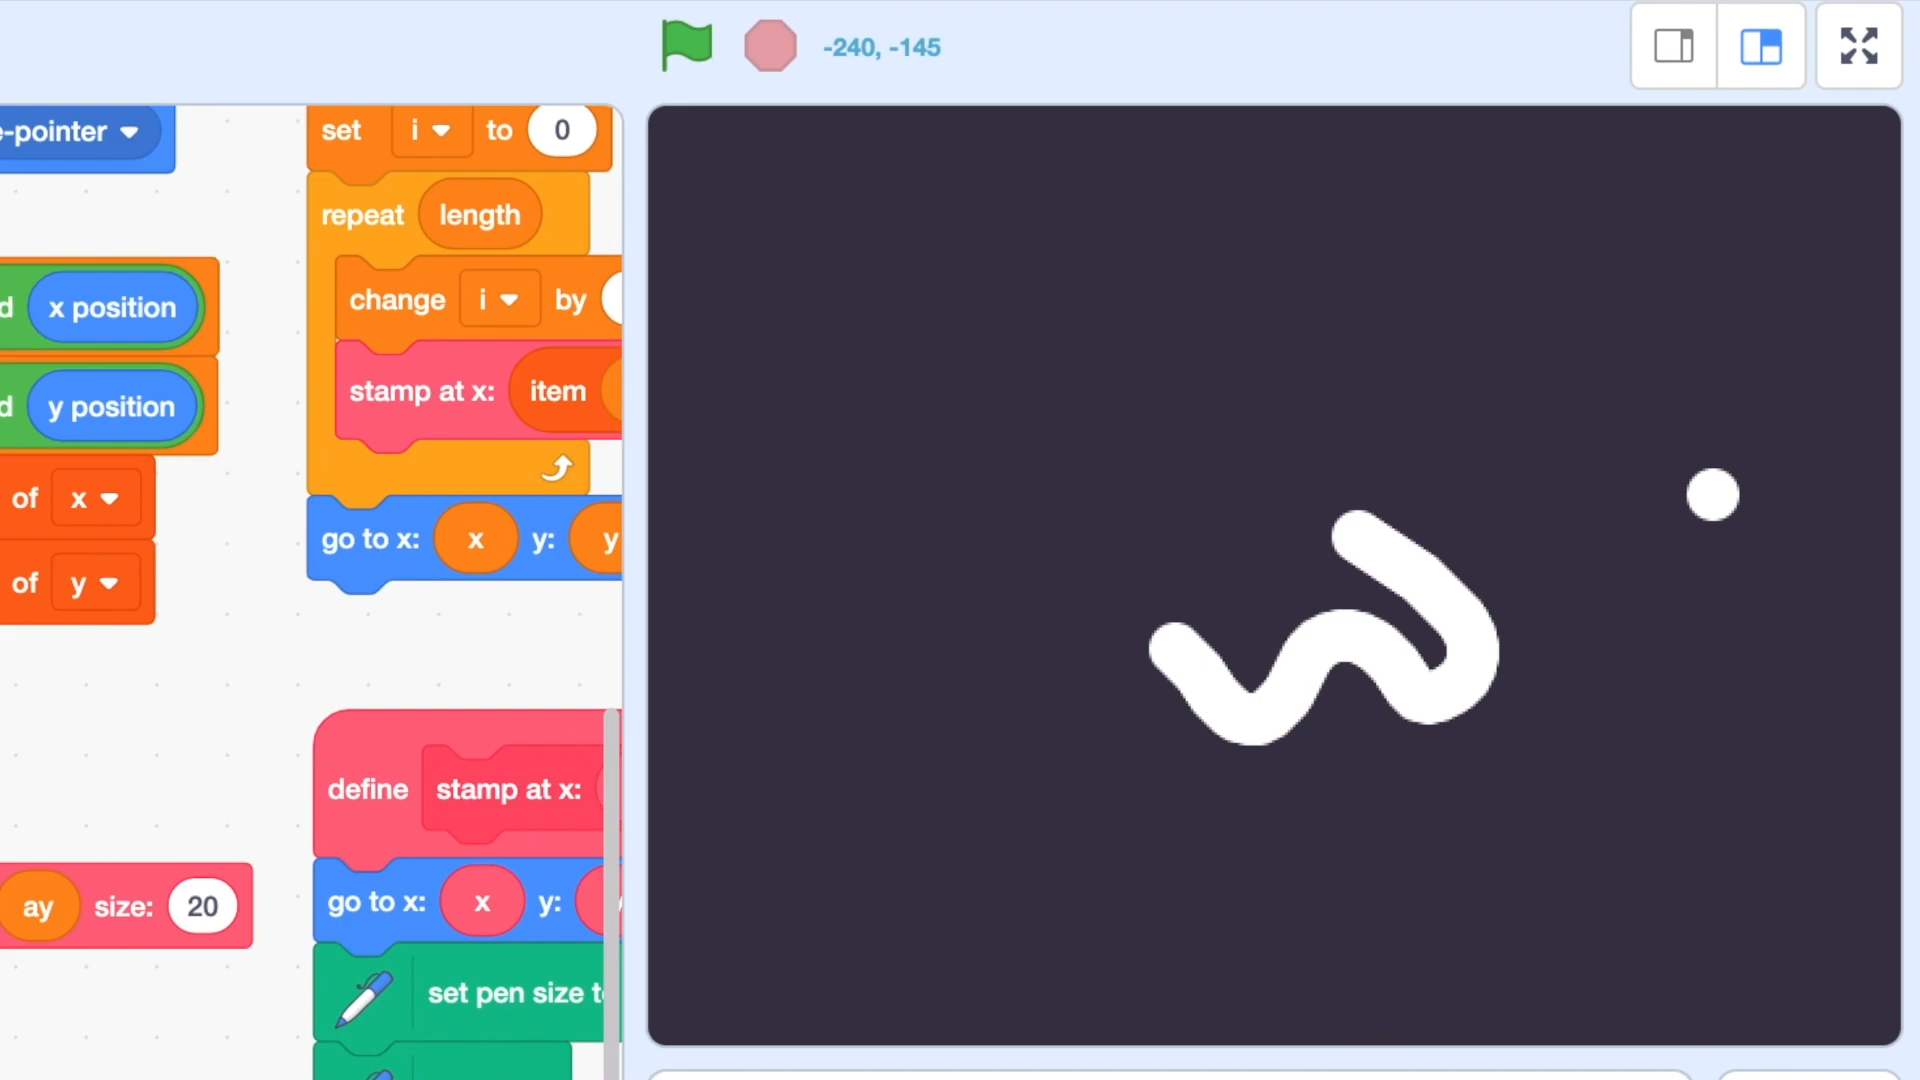 -240, -145
e-pointer
set i to 0
repeat length
change i by
d x position
stamp at x: item
d y position
of x
go to x: x y: y
of y
define stamp at x:
go to x: x y:
ay size: 20
set pen size t